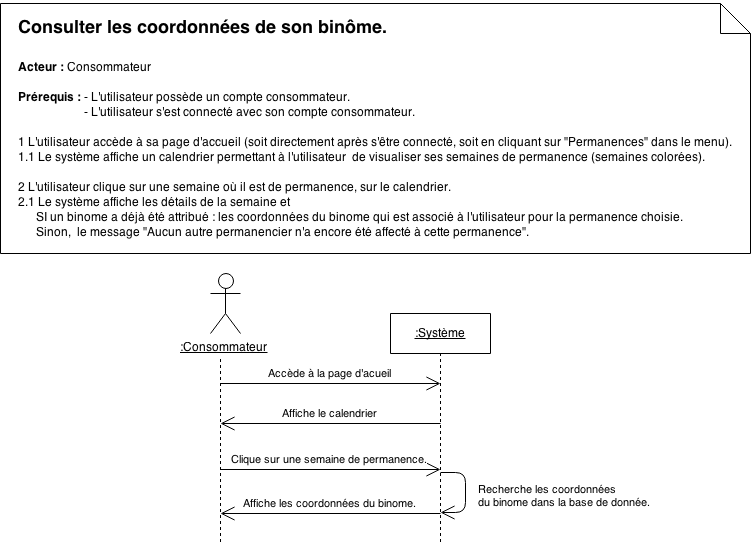 Consulter les coordonnées de son binôme.
Acteur : Consommateur
Prérequis : - L'utilisateur possède un compte consommateur.
- L'utilisateur s'est connecté avec son compte consommateur.
1 L'utilisateur accède à sa page d'accueil (soit directement après s'être connecté, soit en cliquant sur "Permanences" dans le menu).
1.1 Le système affiche un calendrier permettant à l'utilisateur de visualiser ses semaines de permanence (semaines colorées).
2 L'utilisateur clique sur une semaine où il est de permanence, sur le calendrier.
2.1 Le système affiche les détails de la semaine et
SI un binome a déjà été attribué : les coordonnées du binome qui est associé à l'utilisateur pour la permanence choisie.
Sinon, le message "Aucun autre permanencier n'a encore été affecté à cette permanence".
:Consommateur
:Système
Accède à la page d'acueil
Affiche le calendrier
Clique sur une semaine de permanence.
Recherche les coordonnées
du binome dans la base de donnée.
Affiche les coordonnées du binome.